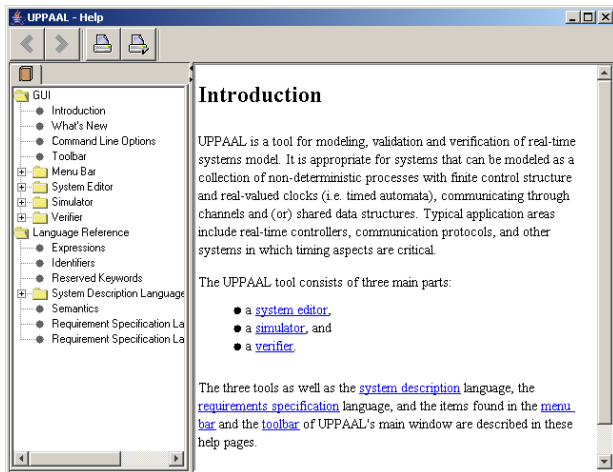 UPPAAL - Help
GUI
Introduction
What's New
Command Line Options
Toolbar
Menu Bar
System Editor
Simulator
Verifier
Language Reference
Expressions
Identifiers
Reserved Keywords
System Description Language
Semantics
Requirement Specification La
Requirement Specification La
Introduction
UPPAAL is a tool for modeling, validation and verification of real-time
systems model. It is appropriate for systems that can be modeled as a
collection of non-deterministic processes with finite control structure
and real-valued clocks (i.e. timed automata), communicating through
channels and (or) shared data structures. Typical application areas
include real-time controllers, communication protocols, and other
systems in which timing aspects are critical.
The UPPAAL tool consists of three main parts:
a system editor,
a simulator, and
a verifier.
The three tools as well as the system description language, the
requirements specification language, and the items found in the menu
bar and the toolbar of UPPAAL's main window are described in these
help pages.